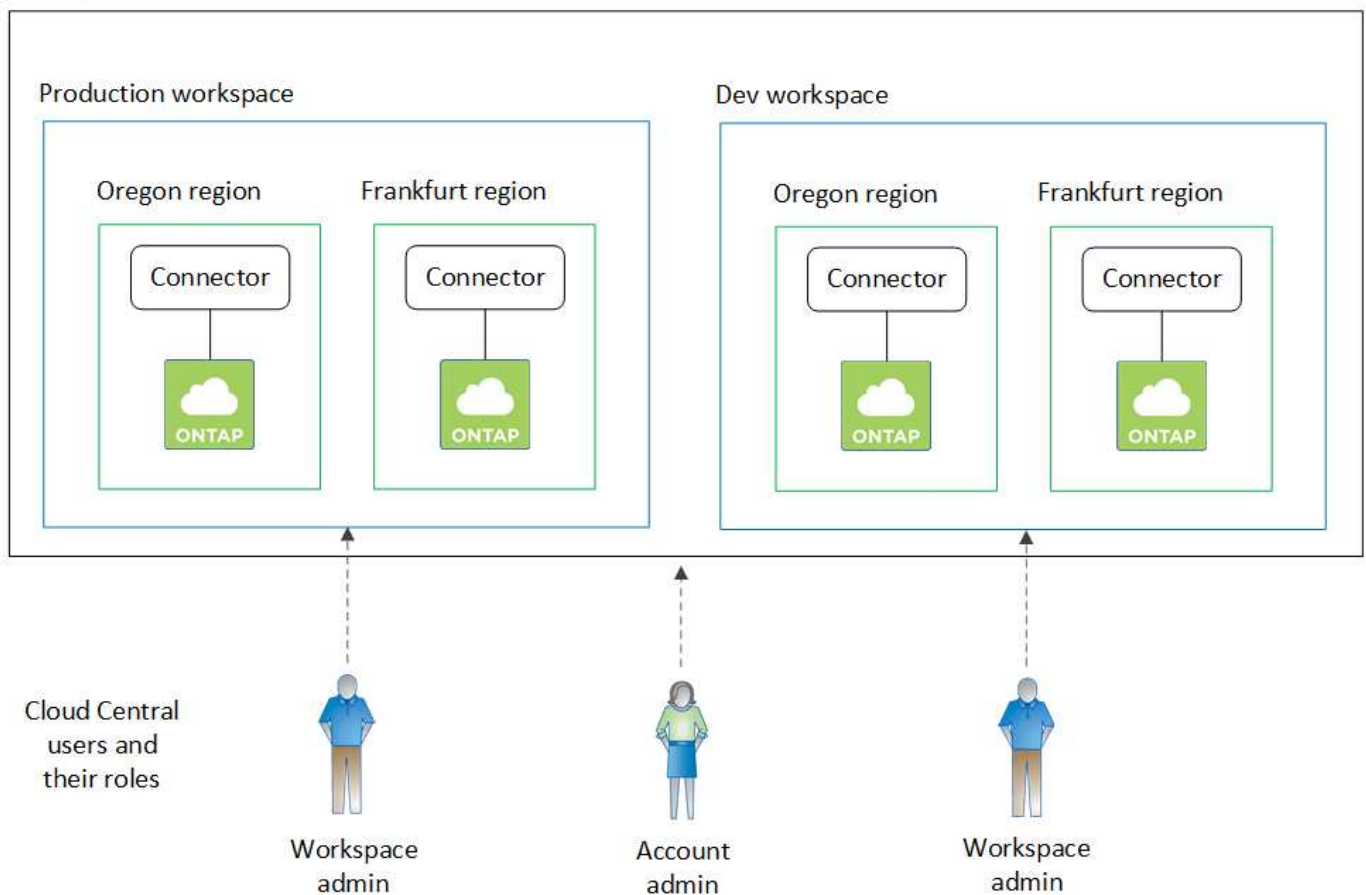 Production workspace
Dev workspace
Oregon region
Frankfurt region
Oregon region
Frankfurt region
Connector
Connector
Connector
Connector
ONTAP
ONTAP
ONTAP
ONTAP
Cloud Central
users and
their roles
Workspace
admin
Account
admin
Workspace
admin